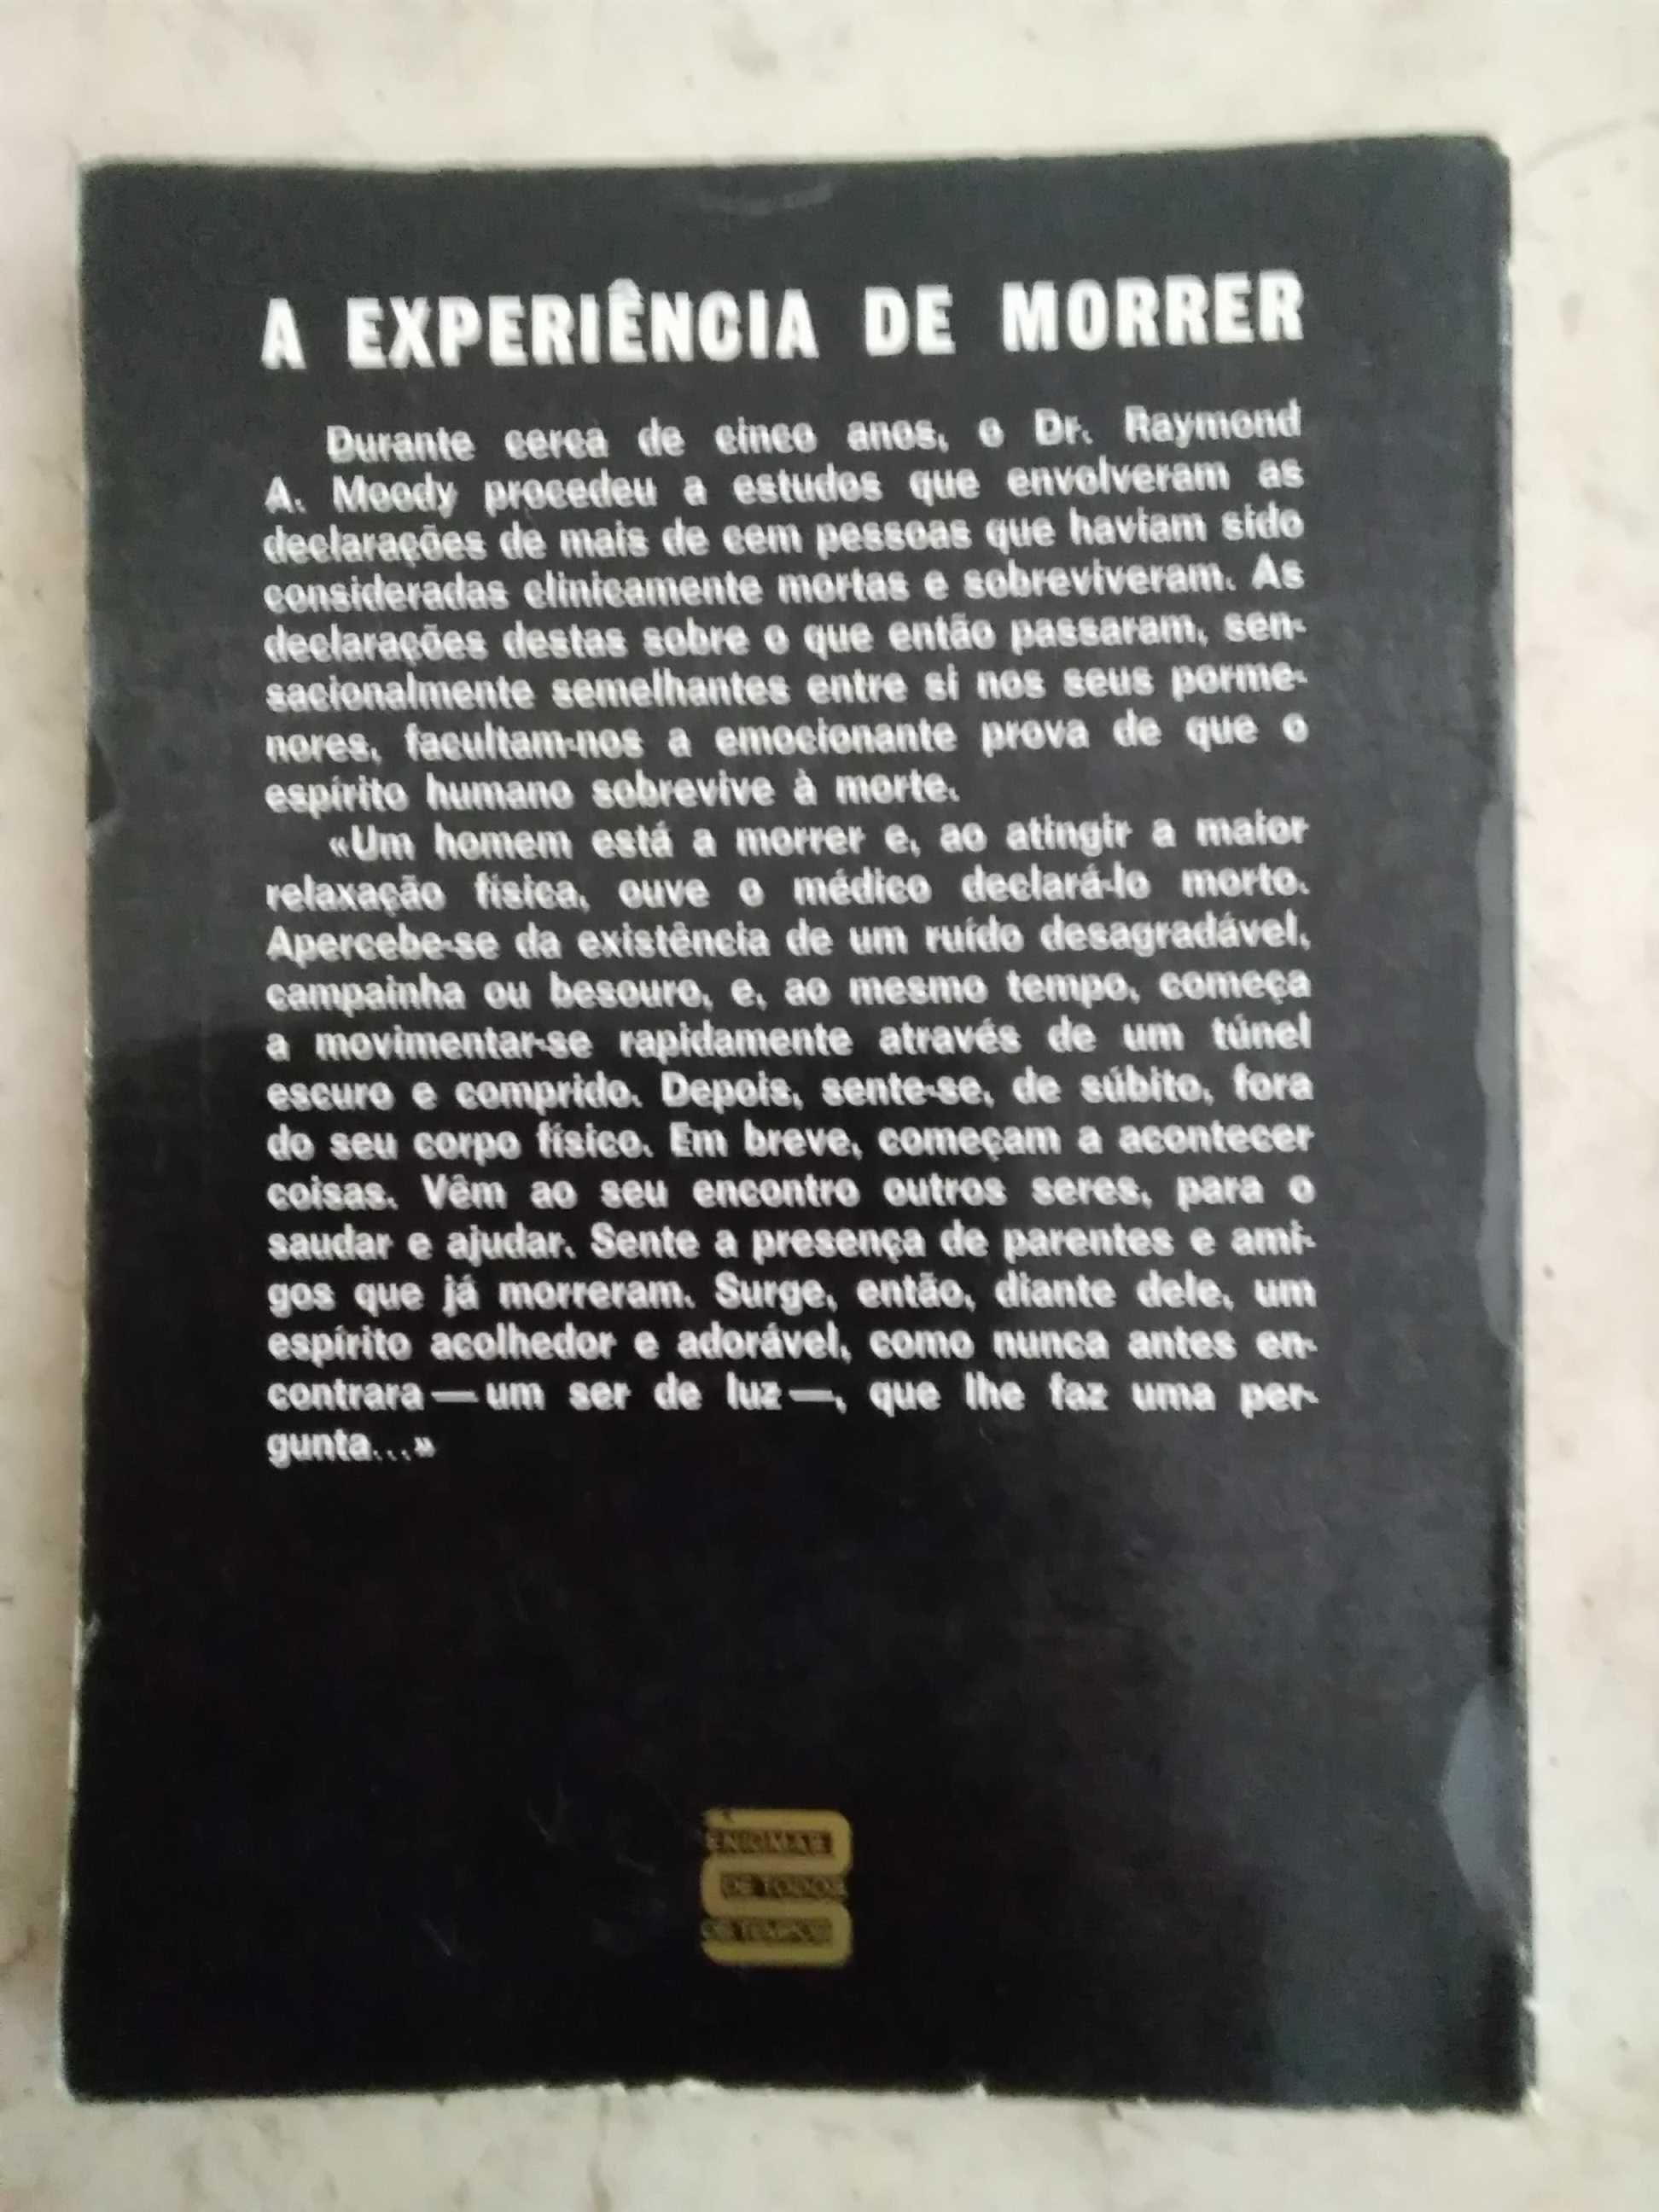 A EXPERIÊNCIA DE MORRER
Durante cerca de cinco anos, o Dr. Raymond
A. Moody procedeu a estudos que envolveram as
declarações de mais de cem pessoas que haviam sido
consideradas clinicamente mortas e sobreviveram. As
declarações destas sobre o que então passaram, sen-
sacionalmente semelhantes entre si nos seus porme-
nores, facultam-nos a emocionante prova de que o
espírito humano sobrevive à morte.
«Um homem está a morrer e, ao atingir a maior
relaxação física, ouve o médico declará-lo morto.
Apercebe-se da existência de um ruído desagradável,
campainha ou besouro, e, ao mesmo tempo, começa
a movimentar-se rapidamente através de um túnel
escuro e comprido. Depois, sente-se, de súbito, fora
do seu corpo físico. Em breve, começam a acontecer
coisas. Vêm ao seu encontro outros seres, para o
saudar e ajudar. Sente a presença de parentes e ami-
gos que já morreram. Surge, então, diante dele, um
espírito acolhedor e adorável, como nunca antes en-
contrara — um ser de luz —, que lhe faz uma per-
gunta...»
ENIGMAS
DE TODOS
OS TEMPOS